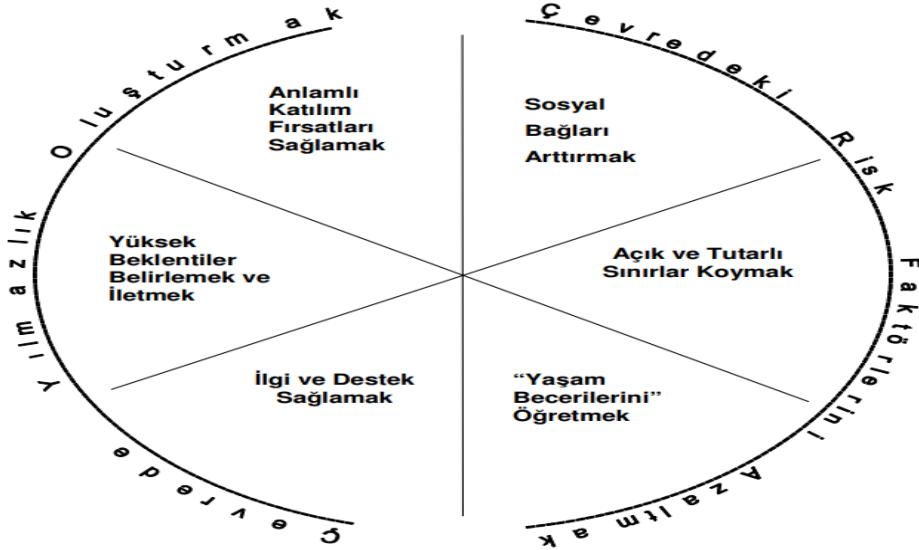 Çevrede Yılmazlık Oluşturmak
Çevredeki Risk Faktörlerini Azaltmak
Anlamlı
Katılım
Fırsatları
Sağlamak
Sosyal
Bağları
Arttırmak
Yüksek
Beklentiler
Belirlemek ve
İletmek
Açık ve Tutarlı
Sınırlar Koymak
İlgi ve Destek
Sağlamak
“Yaşam
Becerilerini”
Öğretmek